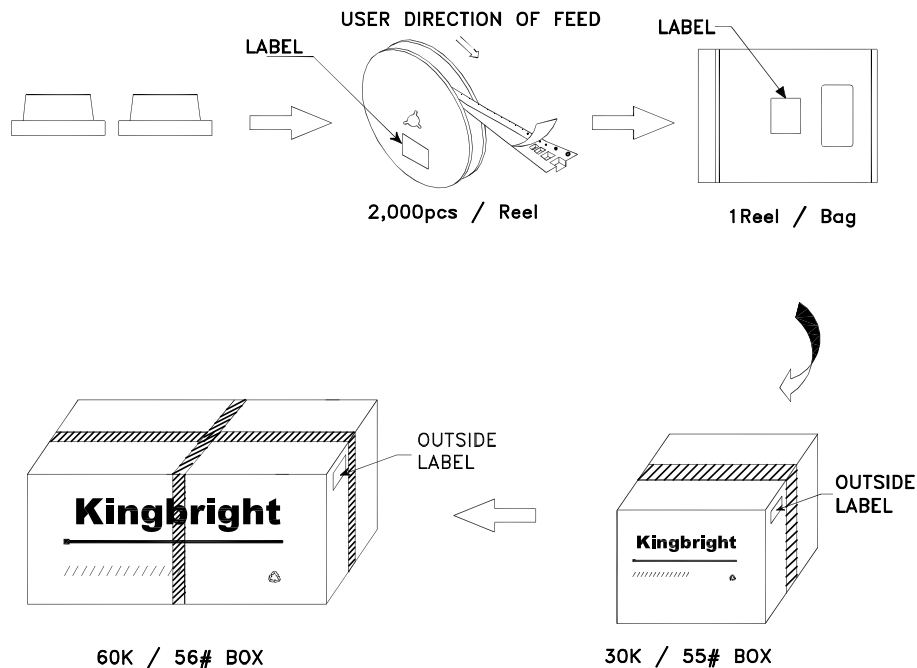 USER DIRECTION OF FEED
LABEL
LABEL
2,000pcs / Reel
1Reel / Bag
OUTSIDE
LABEL
OUTSIDE
LABEL
Kingbright
Kingbright
60K / 56# BOX
30K / 55# BOX